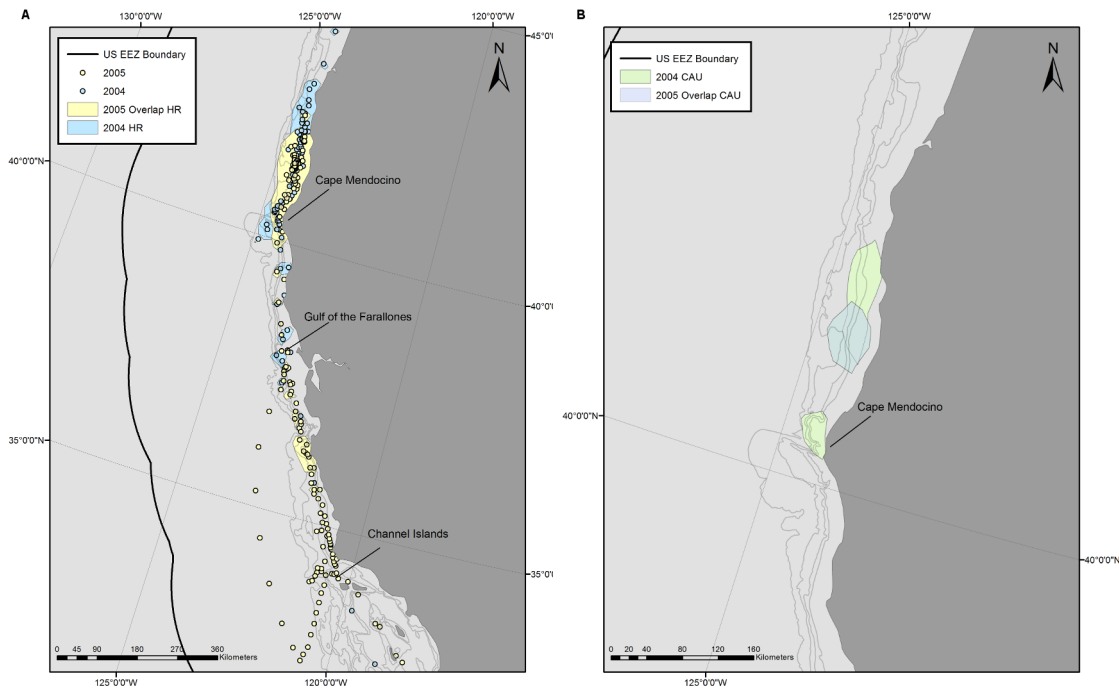 A
130°0'0"W
125°0'0"W
120°0'0"W
45°0'0"N
US EEZ Boundary
2005
2004
2005 Overlap HR
2004 HR
N
40°0'0"N
Cape Mendocino
40°0'0"N
Gulf of the Farallones
35°0'0"N
Channel Islands
35°0'0"N
0 45 90 180 270 360
Kilometers
125°0'0"W
120°0'0"W
B
125°0'0"W
US EEZ Boundary
2004 CAU
2005 Overlap CAU
N
Cape Mendocino
40°0'0"N
40°0'0"N
0 20 40 80 120 160
Kilometers
125°0'0"W